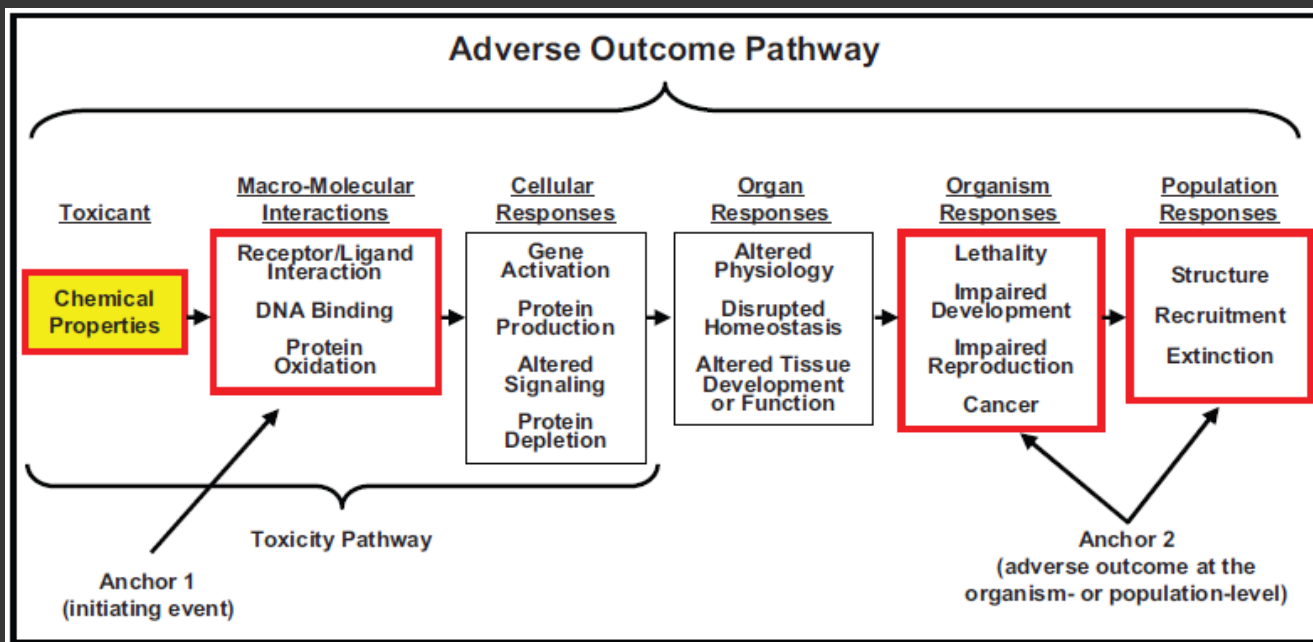 Adverse Outcome Pathway
Toxicant
Chemical
Properties
Macro-Molecular
Interactions
Receptor/Ligand
Interaction
DNA Binding
Protein
Oxidation
Cellular
Responses
Gene
Activation
Protein
Production
Altered
Signaling
Protein
Depletion
Organ
Responses
Altered
Physiology
Disrupted
Homeostasis
Altered Tissue
Development
or Function
Organism
Responses
Lethality
Impaired
Development
Impaired
Reproduction
Cancer
Population
Responses
Structure
Recruitment
Extinction
Toxicity Pathway
Anchor 1
(initiating event)
Anchor 2
(adverse outcome at the
organism- or population-level)